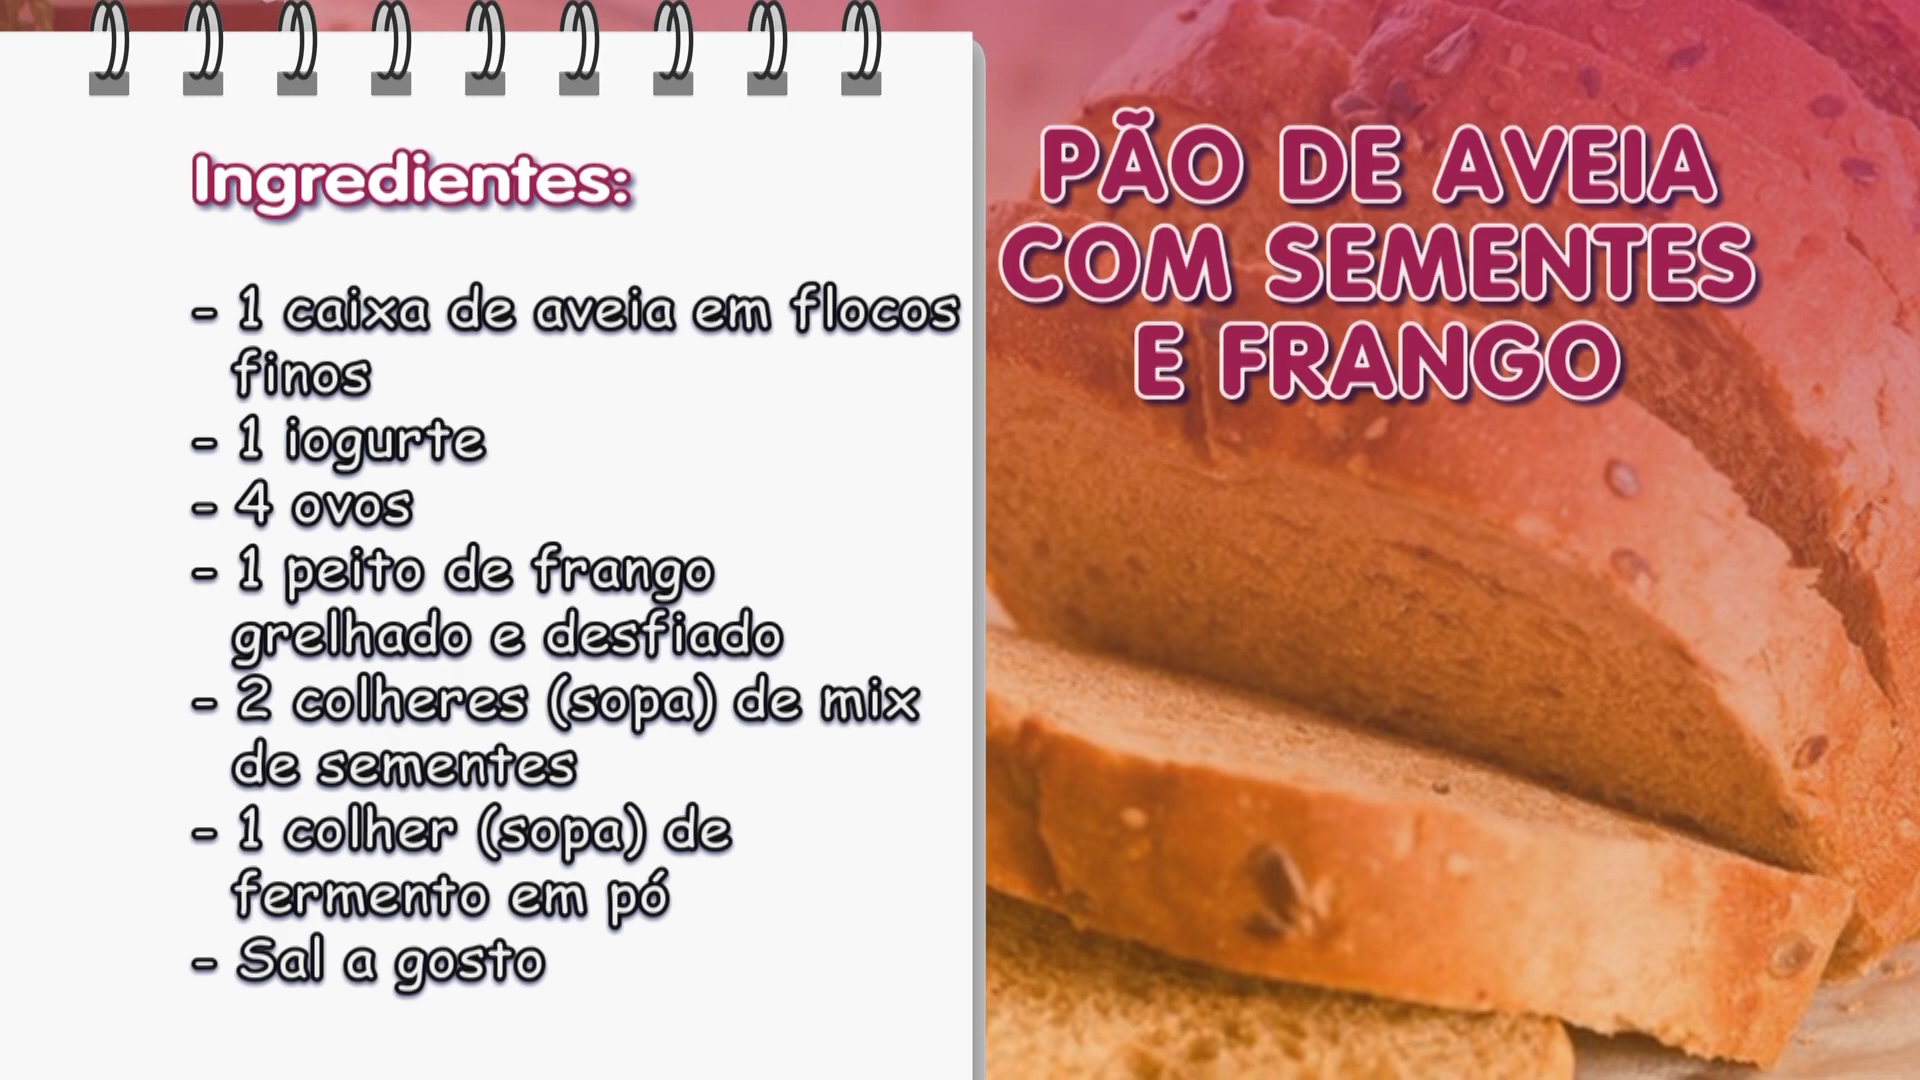 Ingredientes:
- 1 caixa de aveia em flocos
finos
- 1 iogurte
- 4 ovos
- 1 peito de frango
grelhado e desfiado
- 2 colheres (sopa) de mix
de sementes
- 1 colher (sopa) de
fermento em pó
- Sal a gosto
PÃO DE AVEIA
COM SEMENTES
E FRANGO